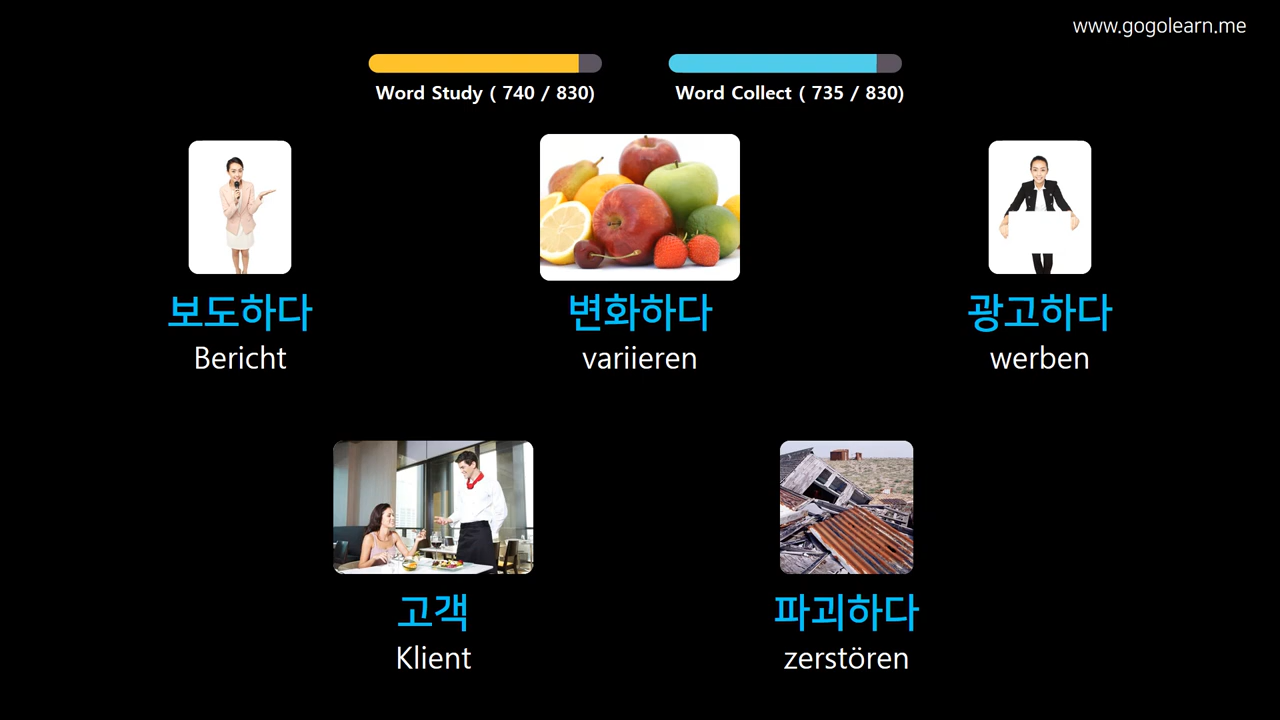 www.gogolearn.me
Word Study ( 740 / 830)
Word Collect ( 735 / 830)
보도하다
Bericht
변화하다
variieren
광고하다
werben
고객
Klient
파괴하다
zerstören